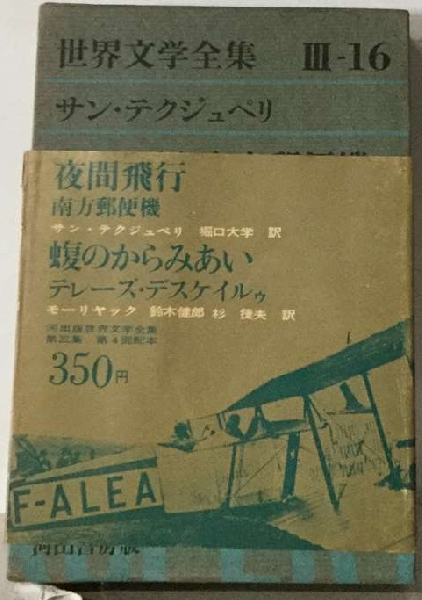 世界文学全集 Ⅲ-16
サン・テクジュペリ
夜間飛行
南方郵便機
サン・テクジュペリ 堀口大学 訳
蝮のからみあい
テレーズ・デスケイルゥ
モーリヤック 鈴木健郎 杉 捷夫 訳
河出版世界文学全集
第三集 第4回配本
350円
F-ALEA
河出書房版